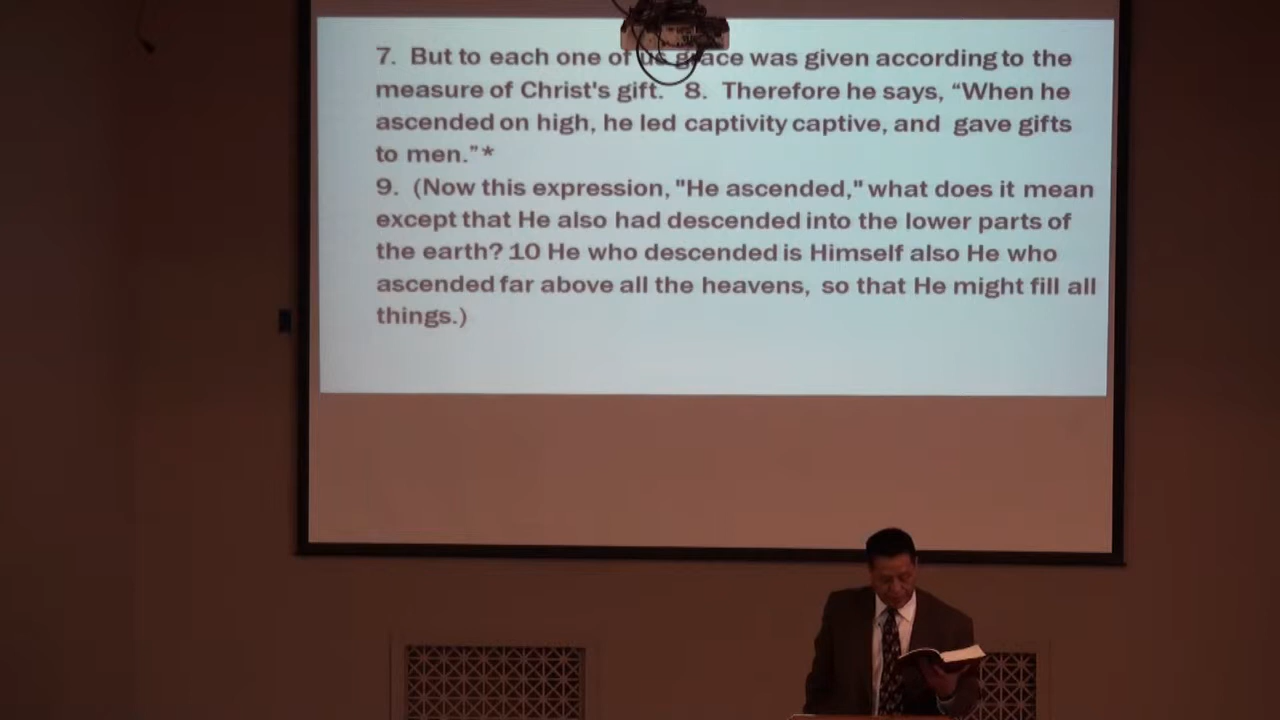 7. But to each one of us grace was given according to the
measure of Christ's gift. 8. Therefore he says, “When he
ascended on high, he led captivity captive, and gave gifts
to men.”*
9. (Now this expression, "He ascended," what does it mean
except that He also had descended into the lower parts of
the earth? 10 He who descended is Himself also He who
ascended far above all the heavens, so that He might fill all
things.)